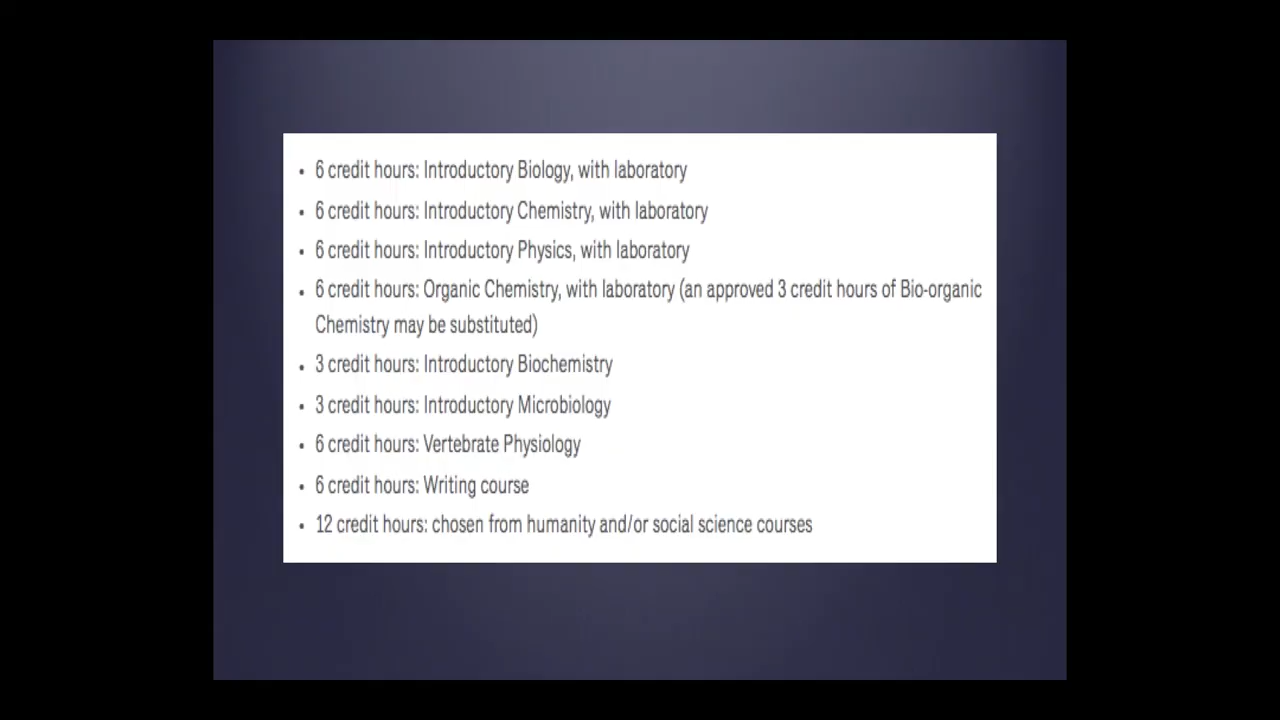 • 6 credit hours: Introductory Biology, with laboratory
• 6 credit hours: Introductory Chemistry, with laboratory
• 6 credit hours: Introductory Physics, with laboratory
• 6 credit hours: Organic Chemistry, with laboratory (an approved 3 credit hours of Bio-organic
Chemistry may be substituted)
• 3 credit hours: Introductory Biochemistry
• 3 credit hours: Introductory Microbiology
• 6 credit hours: Vertebrate Physiology
• 6 credit hours: Writing course
• 12 credit hours: chosen from humanity and/or social science courses